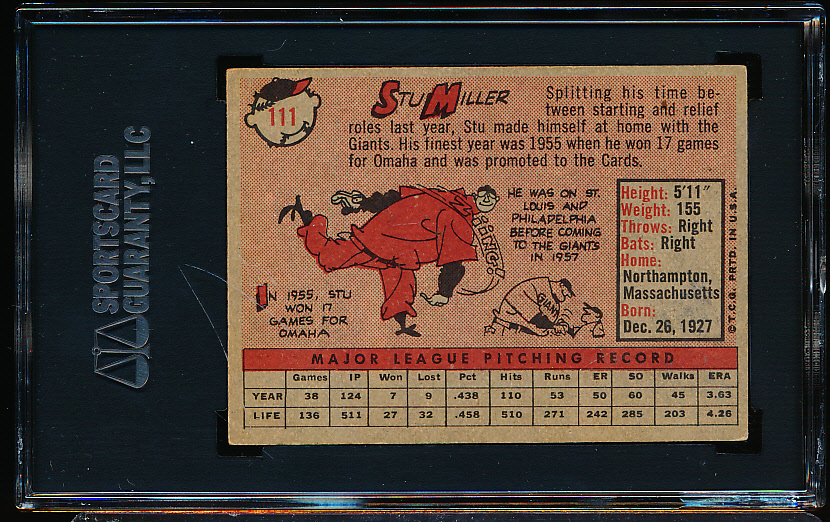 SPORTSCARD
GUARANTY, LLC
111
STU MILLER
Splitting his time be-
tween starting and relief
roles last year, Stu made himself at home with the
Giants. His finest year was 1955 when he won 17 games
for Omaha and was promoted to the Cards.
IN 1955, STU
WON 17
GAMES FOR
OMAHA
SWINGING!
HE WAS ON ST.
LOUIS AND
PHILADELPHIA
BEFORE COMING
TO THE GIANTS
IN 1957
GIANTS
Height: 5'11"
Weight: 155
Throws: Right
Bats: Right
Home:
Northampton,
Massachusetts
Born:
Dec. 26, 1927
©T.C.G. PRTD. IN U.S.A.
MAJOR LEAGUE PITCHING RECORD
Games IP Won Lost Pct Hits Runs ER SO Walks ERA
YEAR 38 124 7 9 .438 110 53 50 60 45 3.63
LIFE 136 511 27 32 .458 510 271 242 285 203 4.26